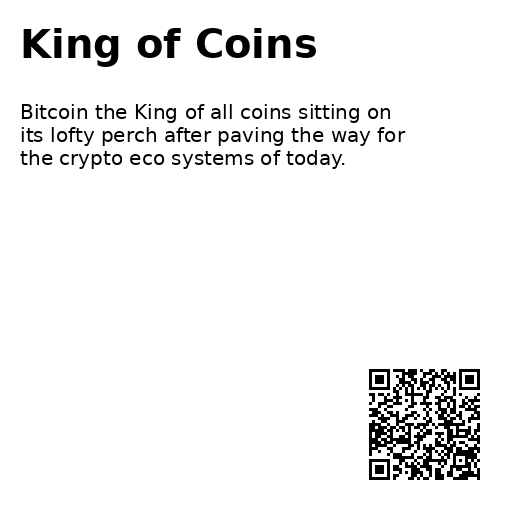 King of Coins
Bitcoin the King of all coins sitting on
its lofty perch after paving the way for
the crypto eco systems of today.